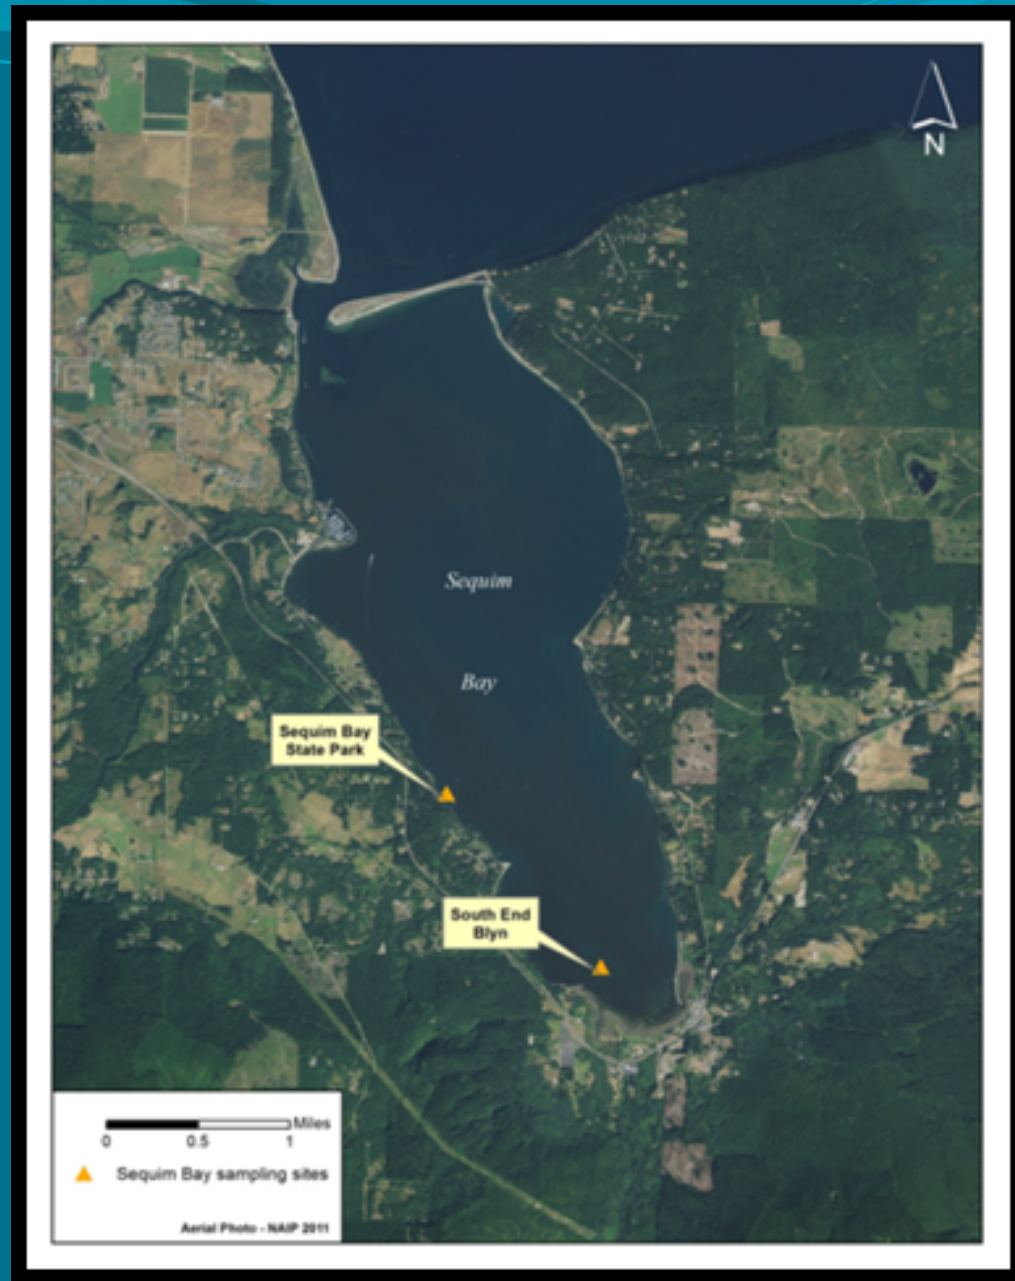 N
Sequim
Bay
Sequim Bay
State Park
South End
Blyn
Miles
0 0.5 1
Sequim Bay sampling sites
Aerial Photo - NAIP 2011